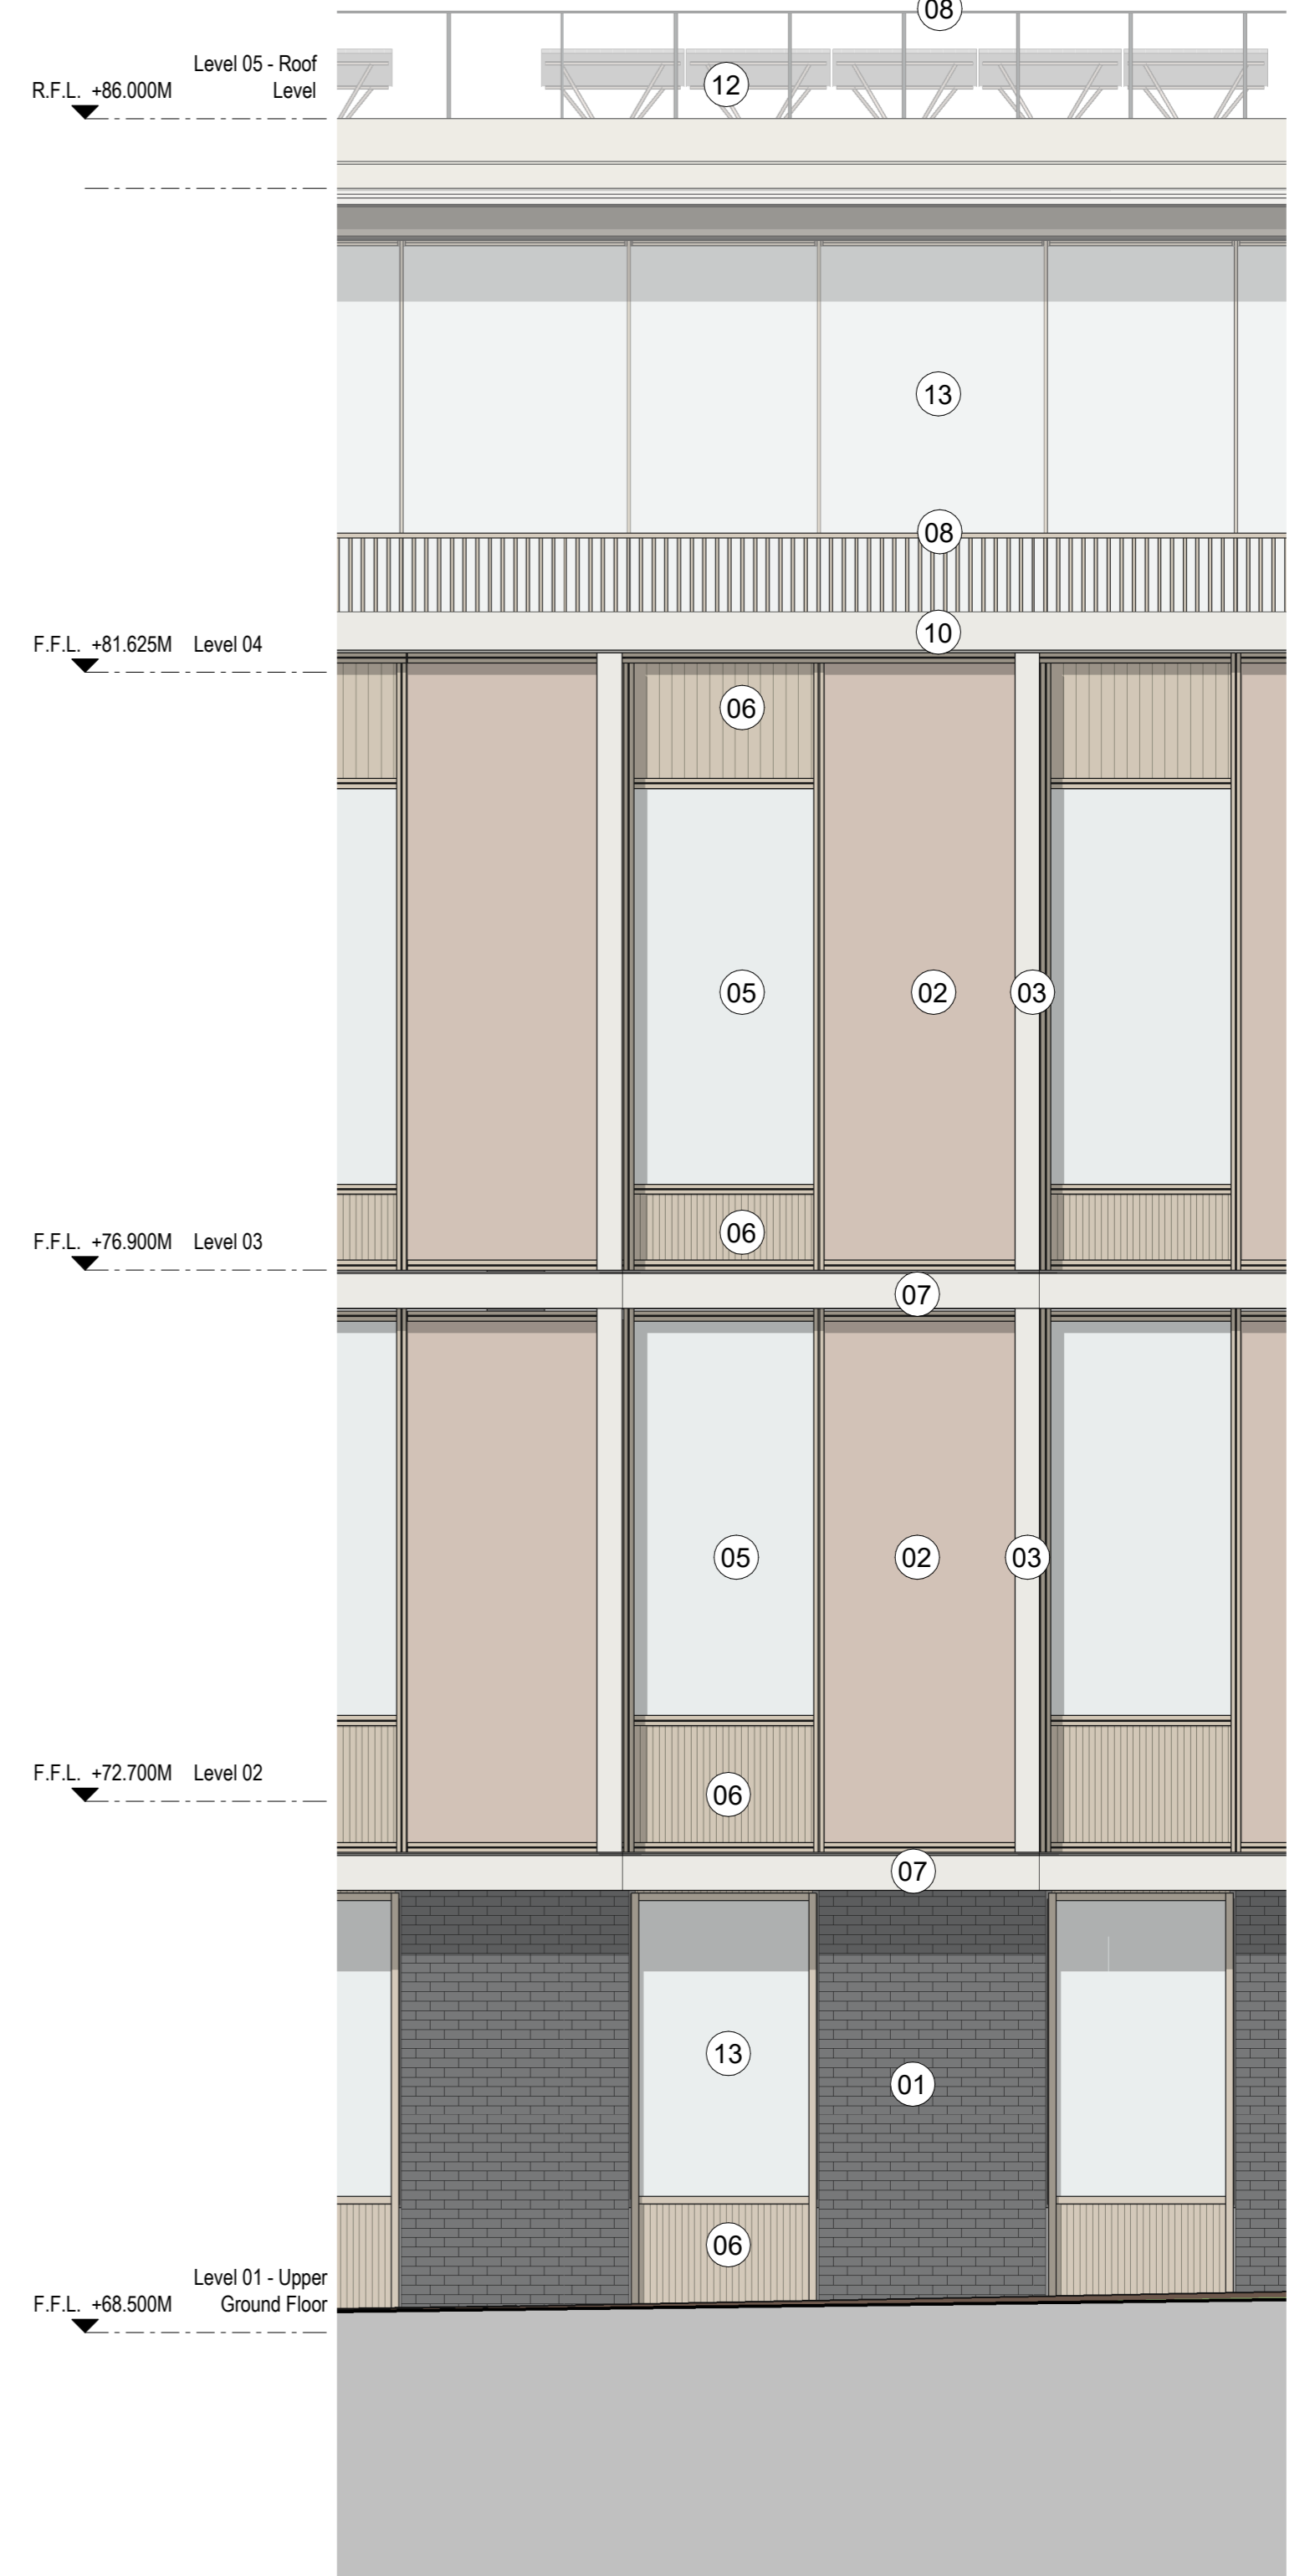 08
Level 05 - Roof
R.F.L. +86.000M Level
12
13
08
10
F.F.L. +81.625M Level 04
06
05 02 03
06
F.F.L. +76.900M Level 03
07
05 02 03
F.F.L. +72.700M Level 02
06
07
13
01
06
Level 01 - Upper
F.F.L. +68.500M Ground Floor